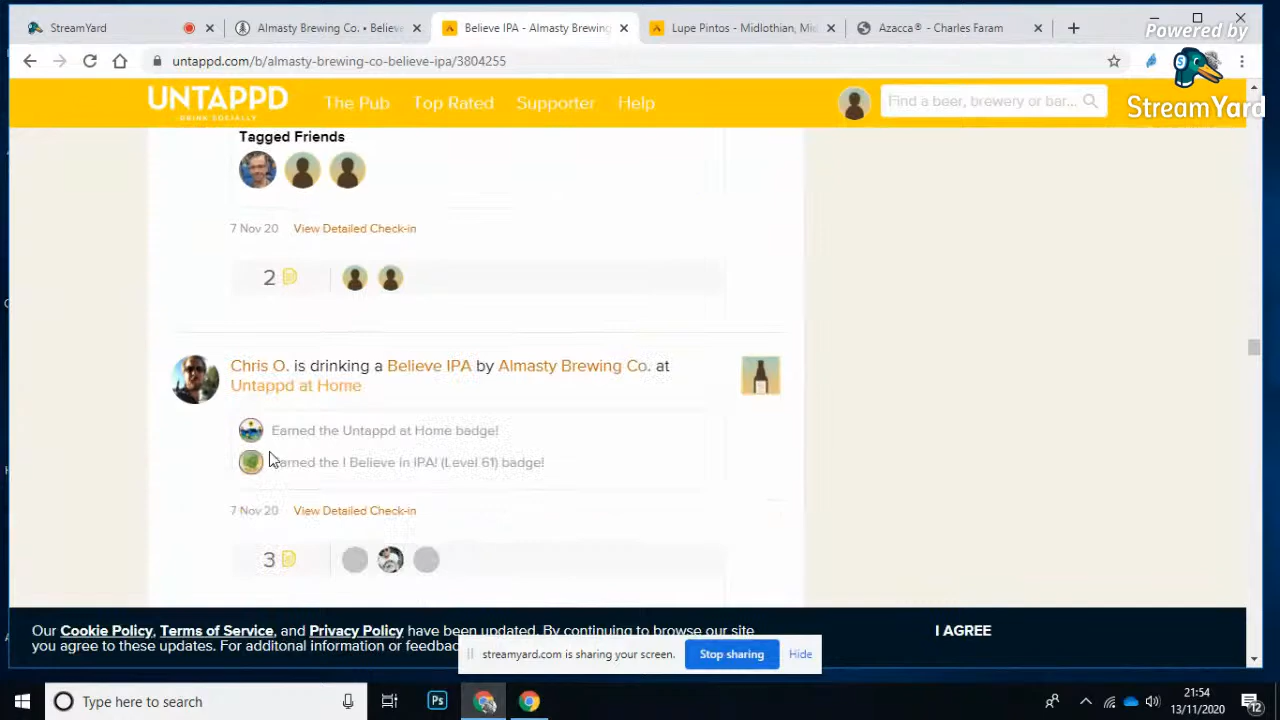 StreamYard
Almasty Brewing Co. • Believe
Believe IPA - Almasty Brewing
Lupe Pintos - Midlothian, Mid
Azacca® - Charles Faram
Powered by
StreamYard
untappd.com/b/almasty-brewing-co-believe-ipa/3804255
UNTAPPD
DRINK SOCIALLY
The Pub
Top Rated
Supporter
Help
Find a beer, brewery or bar...
Tagged Friends
7 Nov 20 View Detailed Check-in
2
Chris O. is drinking a Believe IPA by Almasty Brewing Co. at
Untappd at Home
Earned the Untappd at Home badge!
Earned the I Believe in IPA! (Level 61) badge!
7 Nov 20 View Detailed Check-in
3
Our Cookie Policy, Terms of Service, and Privacy Policy have been updated. By continuing to browse our site
you agree to these updates. For additonal information or feedbac
I AGREE
streamyard.com is sharing your screen.
Stop sharing
Hide
Type here to search
Ps
21:54
13/11/2020
12